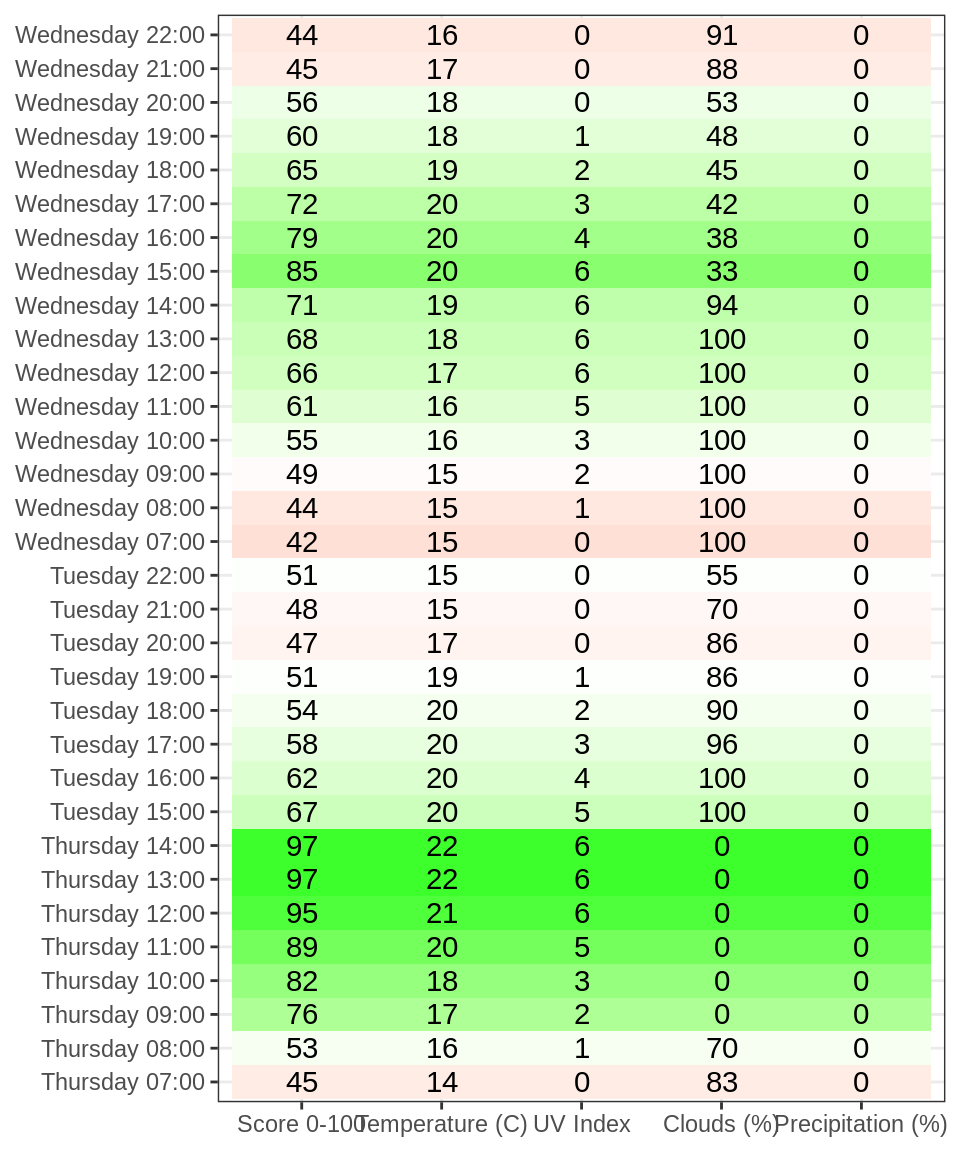 Wednesday 22:00 44 16 0 91 0
Wednesday 21:00 45 17 0 88 0
Wednesday 20:00 56 18 0 53 0
Wednesday 19:00 60 18 1 48 0
Wednesday 18:00 65 19 2 45 0
Wednesday 17:00 72 20 3 42 0
Wednesday 16:00 79 20 4 38 0
Wednesday 15:00 85 20 6 33 0
Wednesday 14:00 71 19 6 94 0
Wednesday 13:00 68 18 6 100 0
Wednesday 12:00 66 17 6 100 0
Wednesday 11:00 61 16 5 100 0
Wednesday 10:00 55 16 3 100 0
Wednesday 09:00 49 15 2 100 0
Wednesday 08:00 44 15 1 100 0
Wednesday 07:00 42 15 0 100 0
Tuesday 22:00 51 15 0 55 0
Tuesday 21:00 48 15 0 70 0
Tuesday 20:00 47 17 0 86 0
Tuesday 19:00 51 19 1 86 0
Tuesday 18:00 54 20 2 90 0
Tuesday 17:00 58 20 3 96 0
Tuesday 16:00 62 20 4 100 0
Tuesday 15:00 67 20 5 100 0
Thursday 14:00 97 22 6 0 0
Thursday 13:00 97 22 6 0 0
Thursday 12:00 95 21 6 0 0
Thursday 11:00 89 20 5 0 0
Thursday 10:00 82 18 3 0 0
Thursday 09:00 76 17 2 0 0
Thursday 08:00 53 16 1 70 0
Thursday 07:00 45 14 0 83 0
Score 0-100 Temperature (C) UV Index Clouds (%) Precipitation (%)